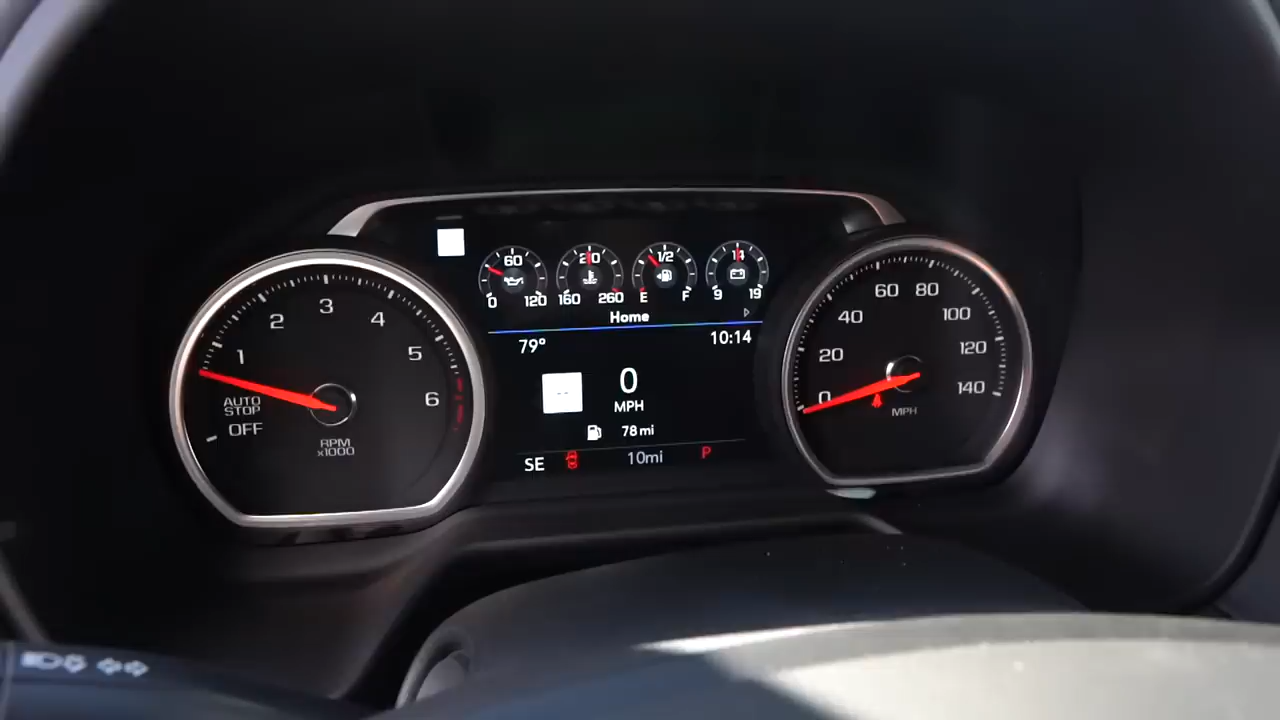 60
0 120
210
160 260
1/2
E F
14
9 19
Home
79° 10:14
-- 0
MPH
78 mi
SE 10mi P
1 2 3 4 5 6
AUTO
STOP
OFF
RPM
x1000
0 20 40 60 80 100 120 140
MPH